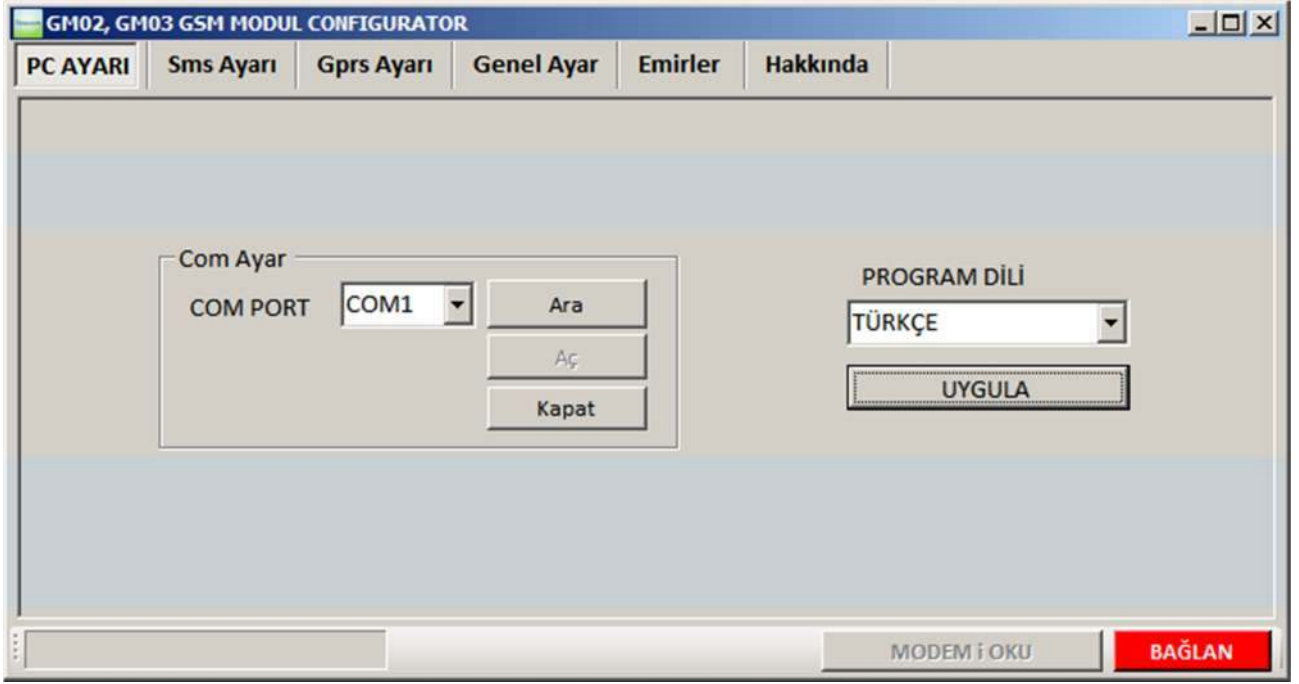 GM02, GM03 GSM MODUL CONFIGURATOR
PC AYARI Sms Ayarı Gprs Ayarı Genel Ayar Emirler Hakkında
Com Ayar
COM PORT COM1 Ara
Aç
Kapat
PROGRAM DİLİ
TÜRKÇE
UYGULA
MODEM i OKU BAĞLAN